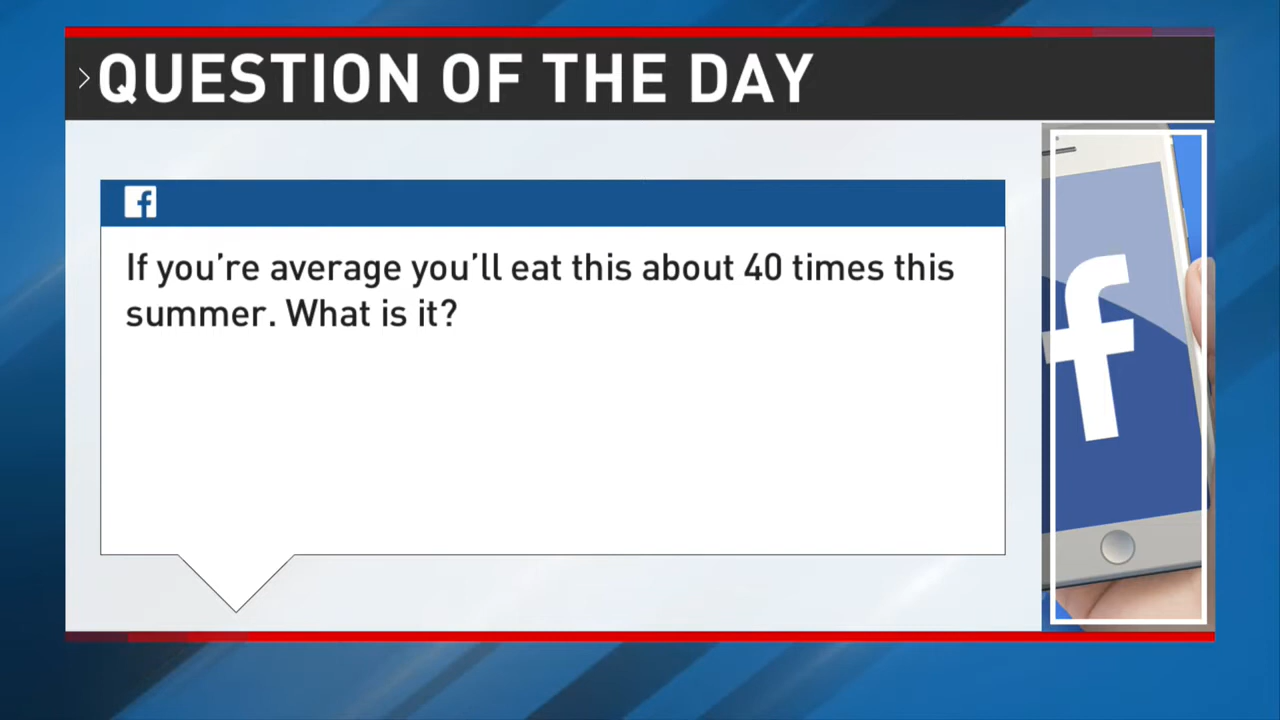 QUESTION OF THE DAY
If you're average you'll eat this about 40 times this
summer. What is it?